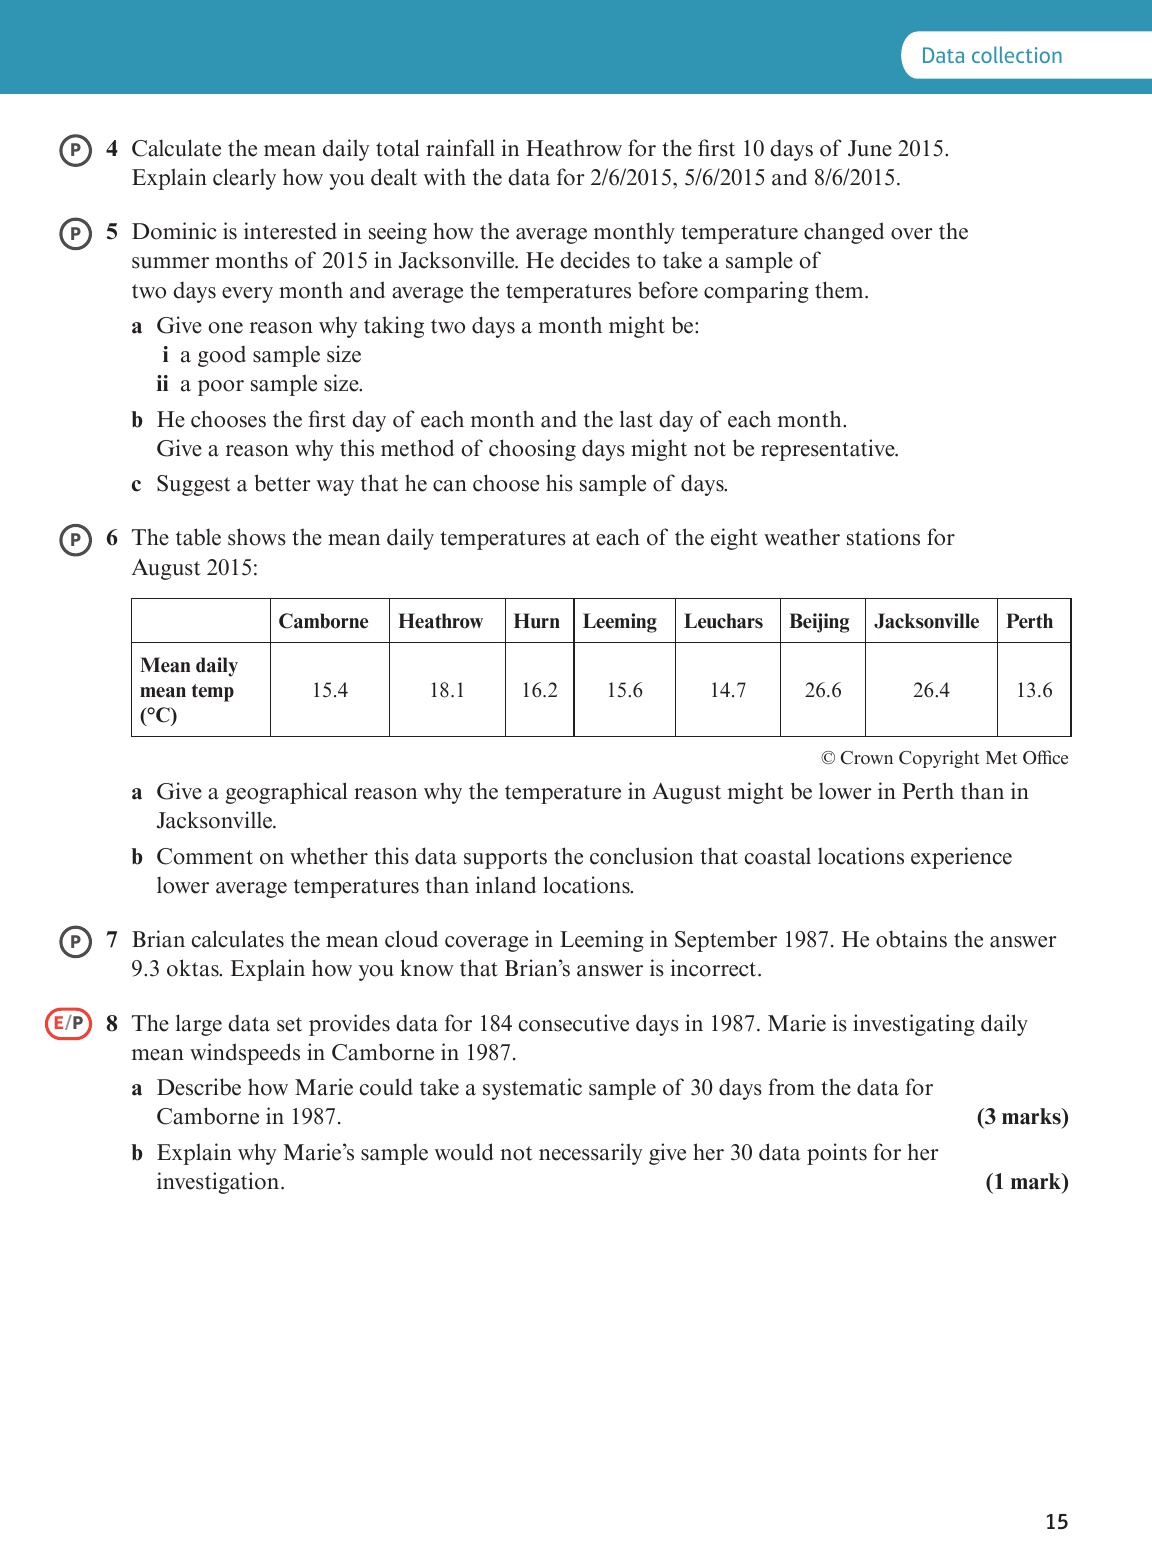 Data collection
P 4 Calculate the mean daily total rainfall in Heathrow for the first 10 days of June 2015.
Explain clearly how you dealt with the data for 2/6/2015, 5/6/2015 and 8/6/2015.
P 5 Dominic is interested in seeing how the average monthly temperature changed over the
summer months of 2015 in Jacksonville. He decides to take a sample of
two days every month and average the temperatures before comparing them.
a Give one reason why taking two days a month might be:
i a good sample size
ii a poor sample size.
b He chooses the first day of each month and the last day of each month.
Give a reason why this method of choosing days might not be representative.
c Suggest a better way that he can choose his sample of days.
P 6 The table shows the mean daily temperatures at each of the eight weather stations for
August 2015:
Camborne Heathrow Hurn Leeming Leuchars Beijing Jacksonville Perth
Mean daily
mean temp 15.4 18.1 16.2 15.6 14.7 26.6 26.4 13.6
(°C)
© Crown Copyright Met Office
a Give a geographical reason why the temperature in August might be lower in Perth than in
Jacksonville.
b Comment on whether this data supports the conclusion that coastal locations experience
lower average temperatures than inland locations.
P 7 Brian calculates the mean cloud coverage in Leeming in September 1987. He obtains the answer
9.3 oktas. Explain how you know that Brian’s answer is incorrect.
E/P 8 The large data set provides data for 184 consecutive days in 1987. Marie is investigating daily
mean windspeeds in Camborne in 1987.
a Describe how Marie could take a systematic sample of 30 days from the data for
Camborne in 1987. (3 marks)
b Explain why Marie’s sample would not necessarily give her 30 data points for her
investigation. (1 mark)
15